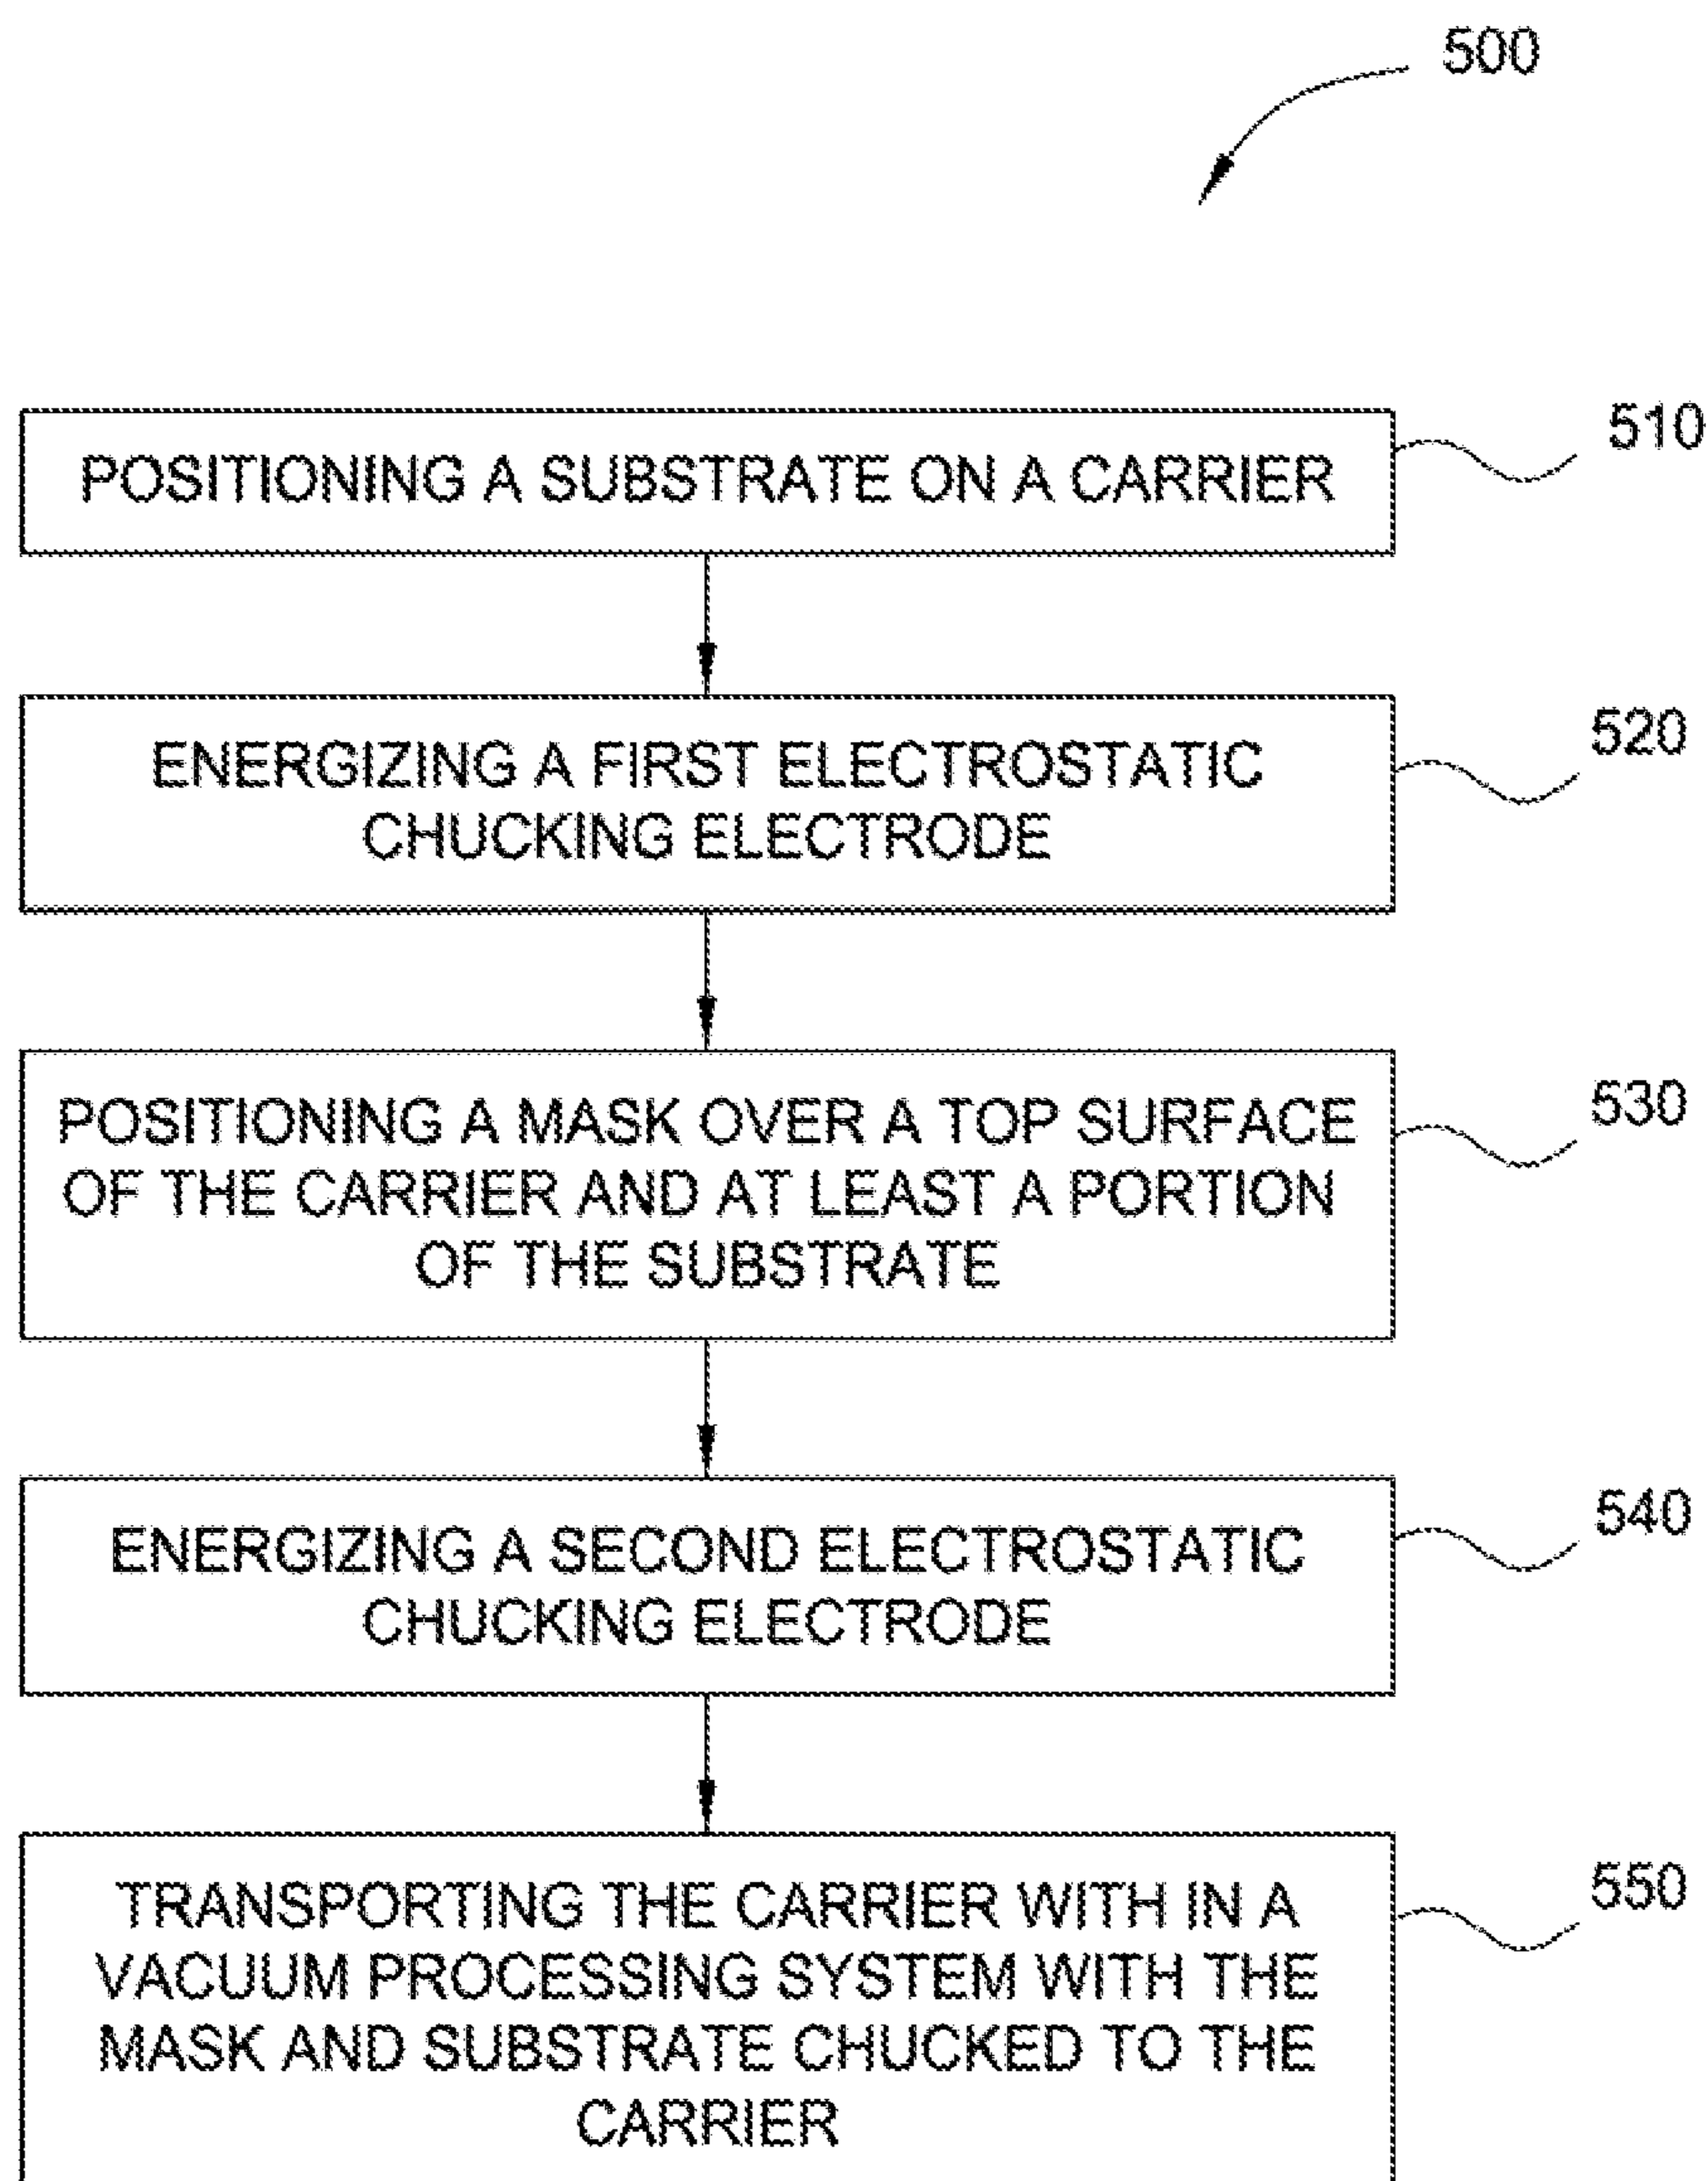 500
POSITIONING A SUBSTRATE ON A CARRIER
510
ENERGIZING A FIRST ELECTROSTATIC
CHUCKING ELECTRODE
520
POSITIONING A MASK OVER A TOP SURFACE
OF THE CARRIER AND AT LEAST A PORTION
OF THE SUBSTRATE
530
ENERGIZING A SECOND ELECTROSTATIC
CHUCKING ELECTRODE
540
TRANSPORTING THE CARRIER WITH IN A
VACUUM PROCESSING SYSTEM WITH THE
MASK AND SUBSTRATE CHUCKED TO THE
CARRIER
550